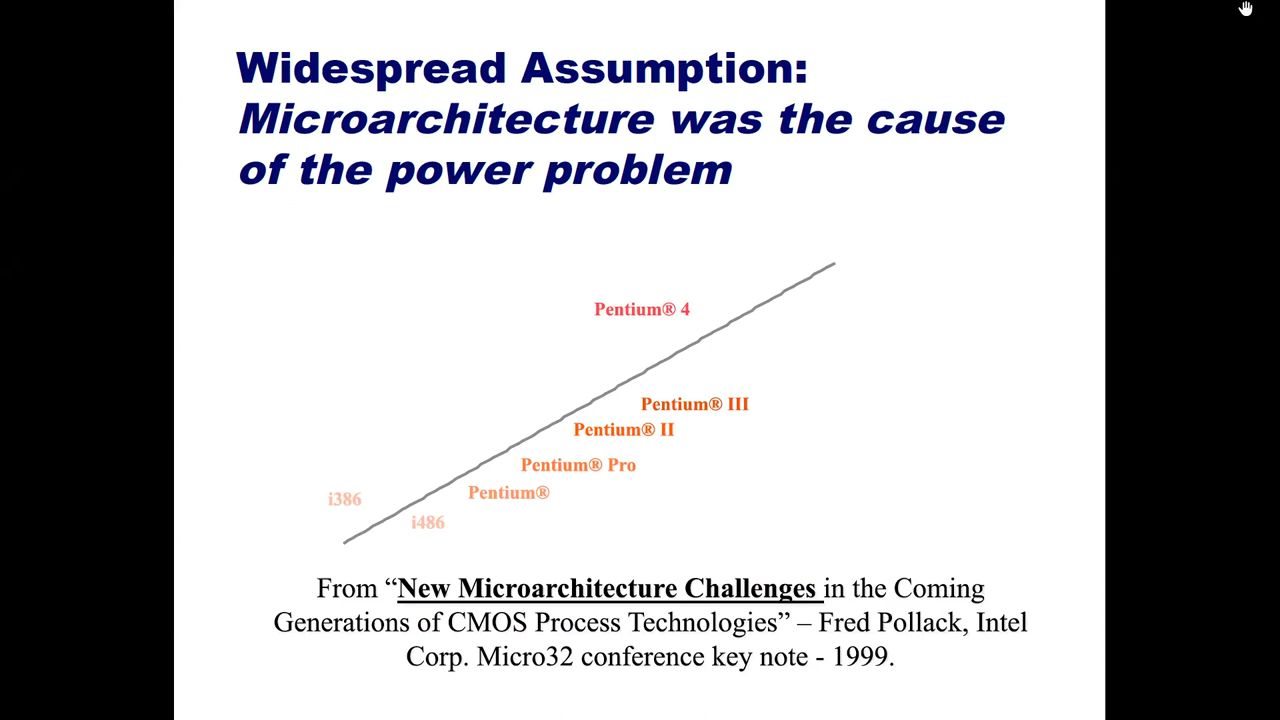 Widespread Assumption:
Microarchitecture was the cause
of the power problem
Pentium® 4
Pentium® III
Pentium® II
Pentium® Pro
Pentium®
i386
i486
From “New Microarchitecture Challenges in the Coming
Generations of CMOS Process Technologies” – Fred Pollack, Intel
Corp. Micro32 conference key note - 1999.